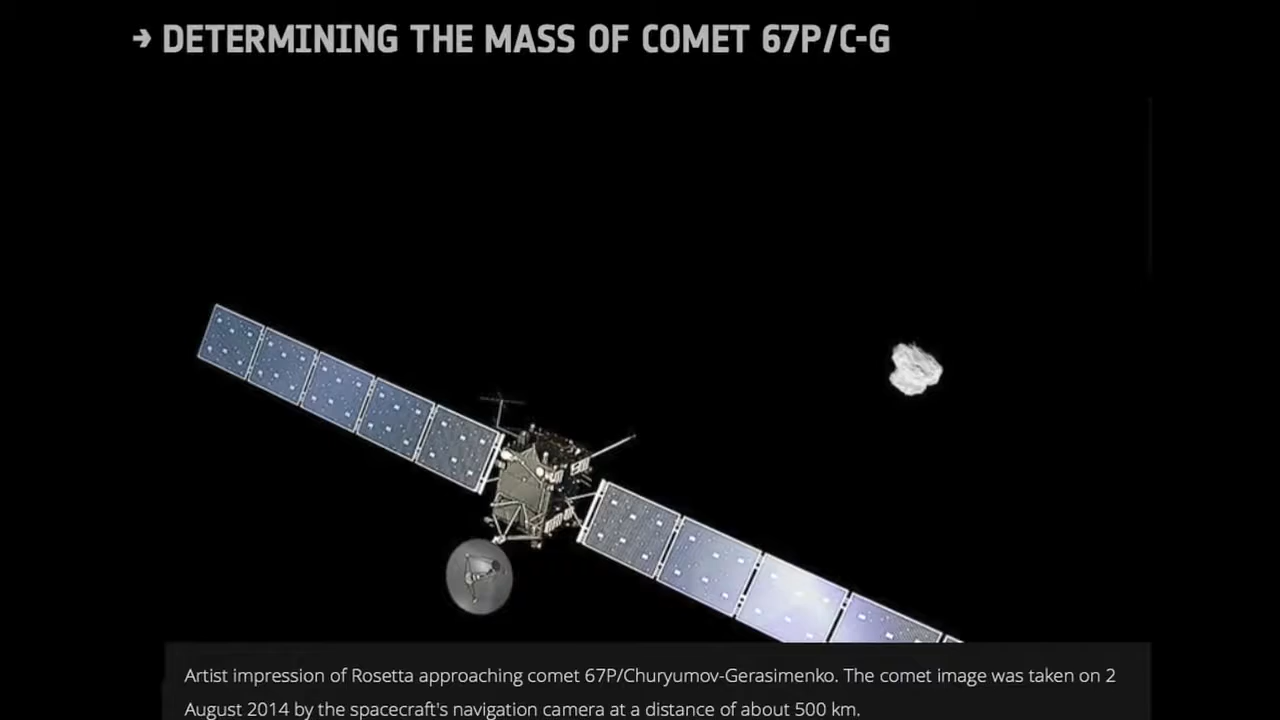 → DETERMINING THE MASS OF COMET 67P/C-G
Artist impression of Rosetta approaching comet 67P/Churyumov-Gerasimenko. The comet image was taken on 2
August 2014 by the spacecraft's navigation camera at a distance of about 500 km.